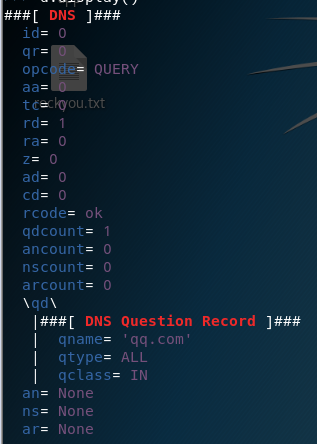 a.display()
###[ DNS ]###
id= 0
qr= 0
opcode= QUERY
aa= 0
rockyou.txt
tc= 0
rd= 1
ra= 0
z= 0
ad= 0
cd= 0
rcode= ok
qdcount= 1
ancount= 0
nscount= 0
arcount= 0
\qd\
|###[ DNS Question Record ]###
| qname= 'qq.com'
| qtype= ALL
| qclass= IN
an= None
ns= None
ar= None